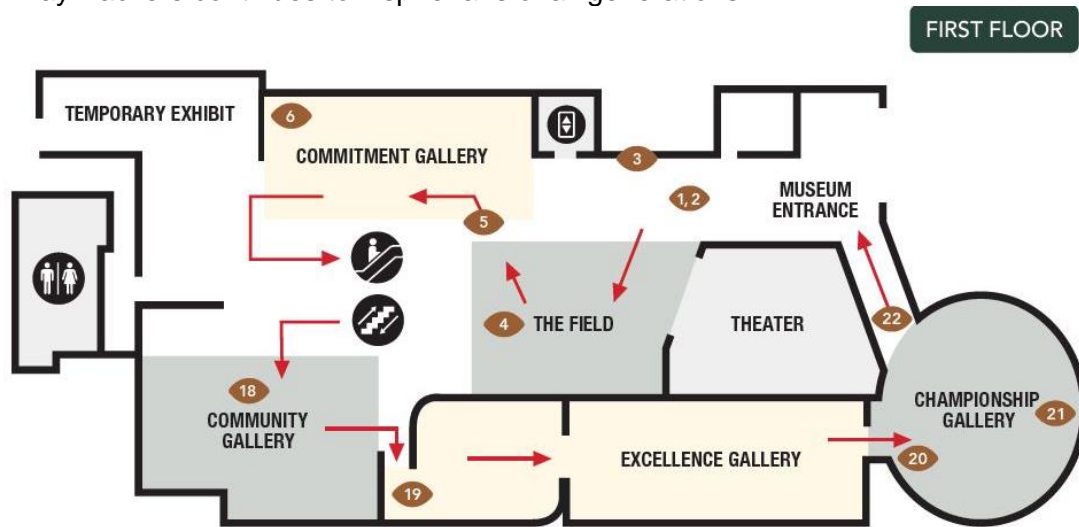 FIRST FLOOR
TEMPORARY EXHIBIT
6
COMMITMENT GALLERY
3
1, 2
MUSEUM
ENTRANCE
5
4
THE FIELD
THEATER
22
18
COMMUNITY
GALLERY
CHAMPIONSHIP
GALLERY
21
20
EXCELLENCE GALLERY
19